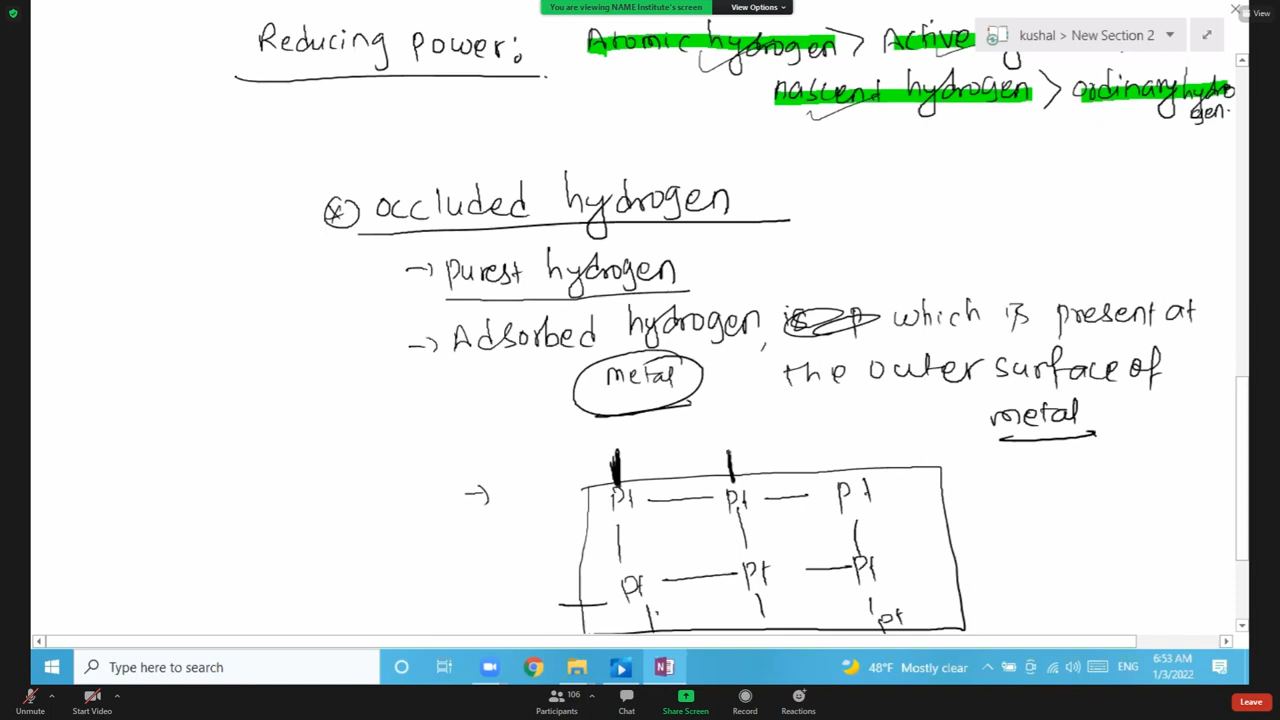 You are viewing NAME Institute's screen
View Options
View
kushal > New Section 2
Reducing power:
Atomic hydrogen > Active
nascent hydrogen > ordinary hydrogen.
occluded hydrogen
→ purest hydrogen
→ Adsorbed hydrogen, which is present at
the outer surface of
metal
metal
→
pt — pt — pt
pt — pt — pt
pt
Type here to search
48°F Mostly clear
ENG
6:53 AM
1/3/2022
106
Unmute
Start Video
Participants
Chat
Share Screen
Record
Reactions
Leave